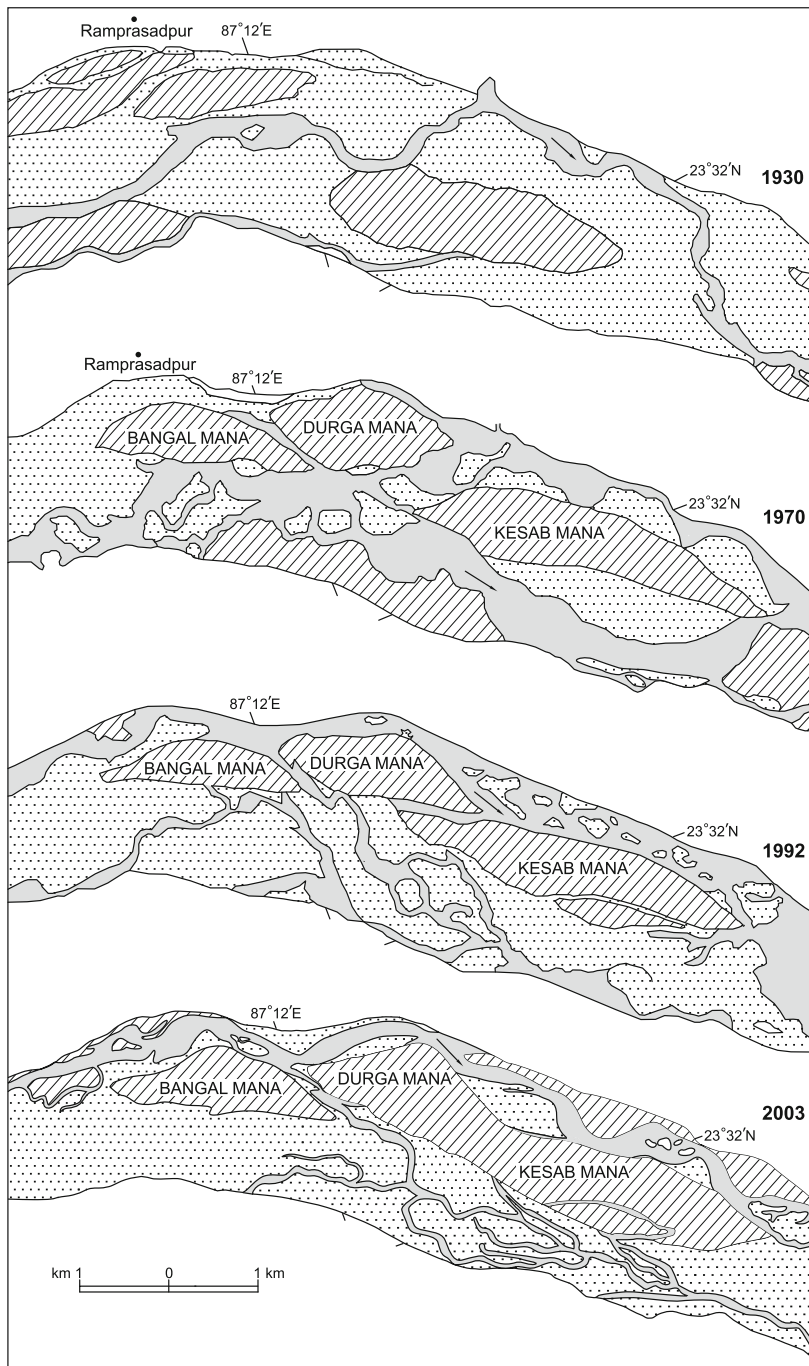 Ramprasadpur
87°12′E
23°32′N
1930
Ramprasadpur
87°12′E
BANGAL MANA
DURGA MANA
23°32′N
1970
KESAB MANA
87°12′E
BANGAL MANA
DURGA MANA
23°32′N
1992
KESAB MANA
87°12′E
BANGAL MANA
DURGA MANA
2003
23°32′N
KESAB MANA
km 1 0 1 km